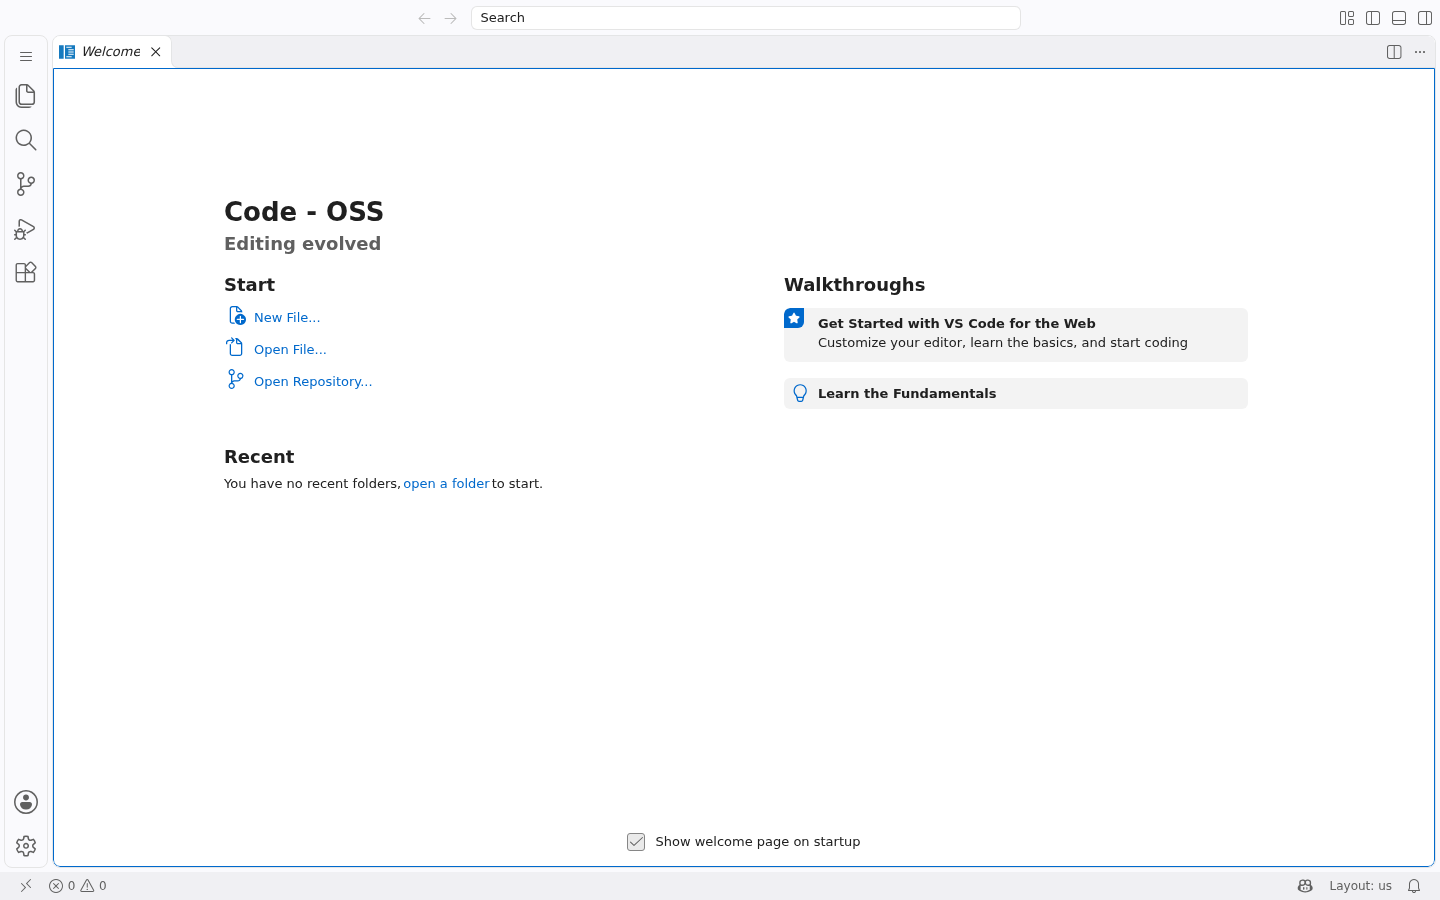 Search
Welcome
Code - OSS
Editing evolved
Start
New File...
Open File...
Open Repository...
Recent
You have no recent folders, open a folder to start.
Walkthroughs
Get Started with VS Code for the Web
Customize your editor, learn the basics, and start coding
Learn the Fundamentals
Show welcome page on startup
0 0
Layout: us